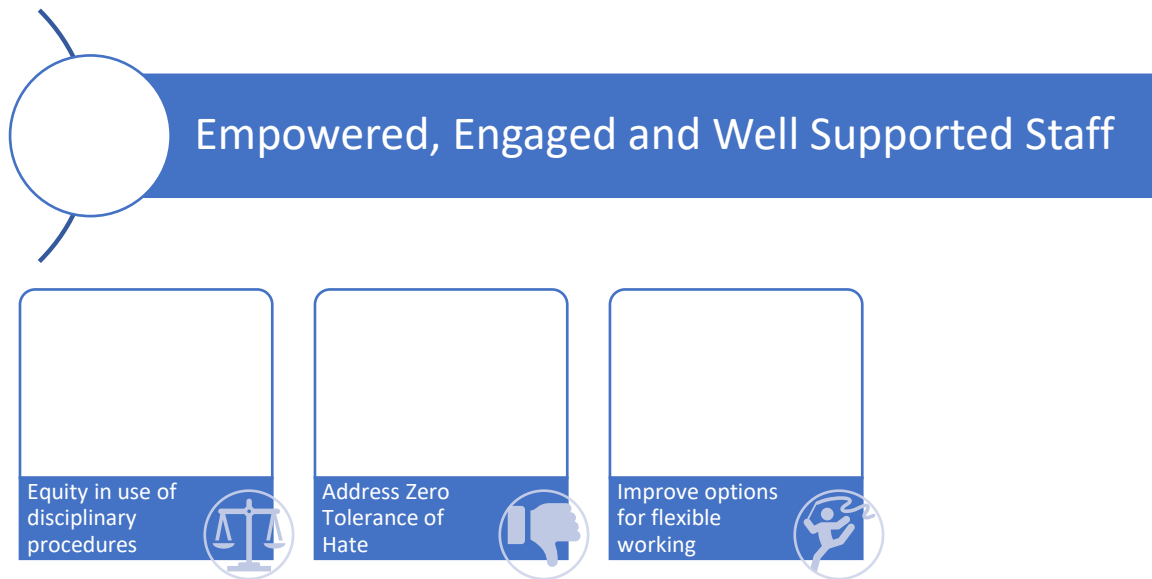 Empowered, Engaged and Well Supported Staff
Equity in use of
disciplinary
procedures
Address Zero
Tolerance of
Hate
Improve options
for flexible
working